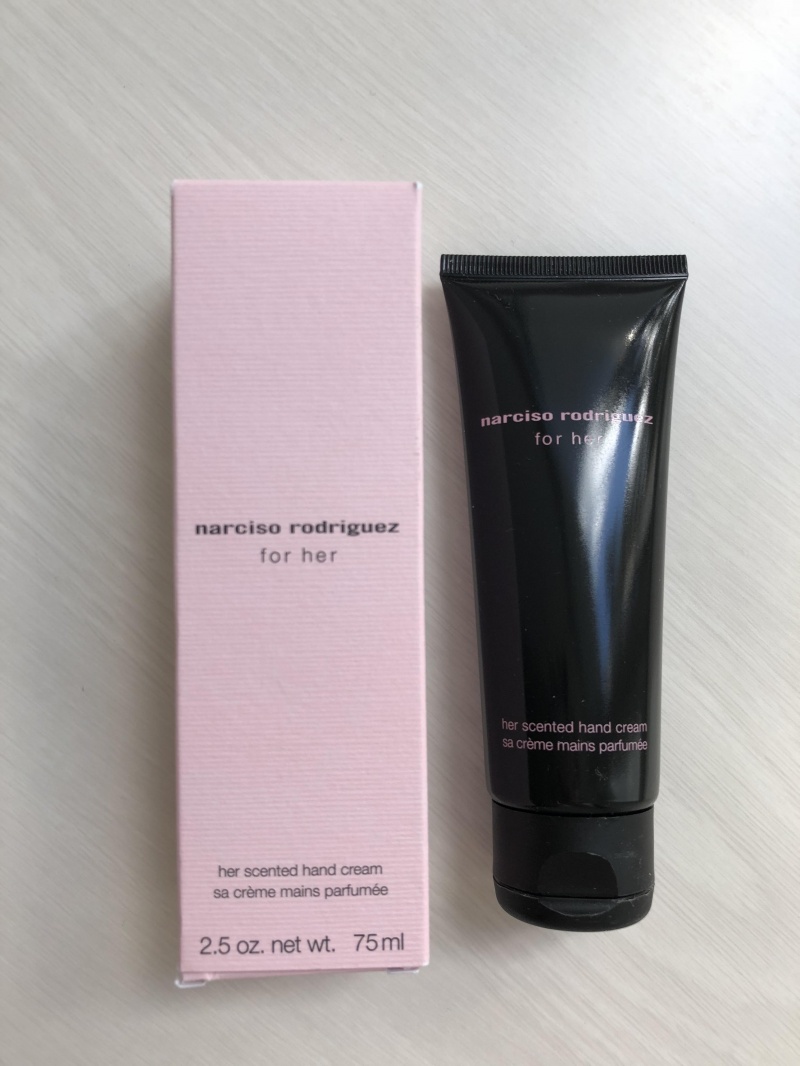 narciso rodriguez
for her
her scented hand cream
sa crème mains parfumée
2.5 oz. net wt. 75 ml
narciso rodriguez
for her
her scented hand cream
sa crème mains parfumée